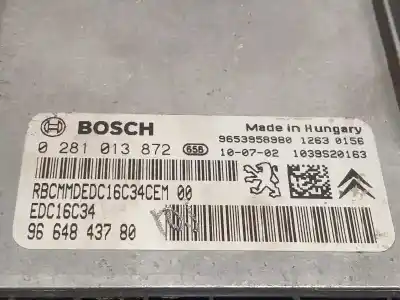 BOSCH
Made in Hungary
0 281 013 872 658
9653958980 1263 0156
10-07-02 1039S20163
RBCMMDEDC16C34CEM 00
EDC16C34
96 648 437 80